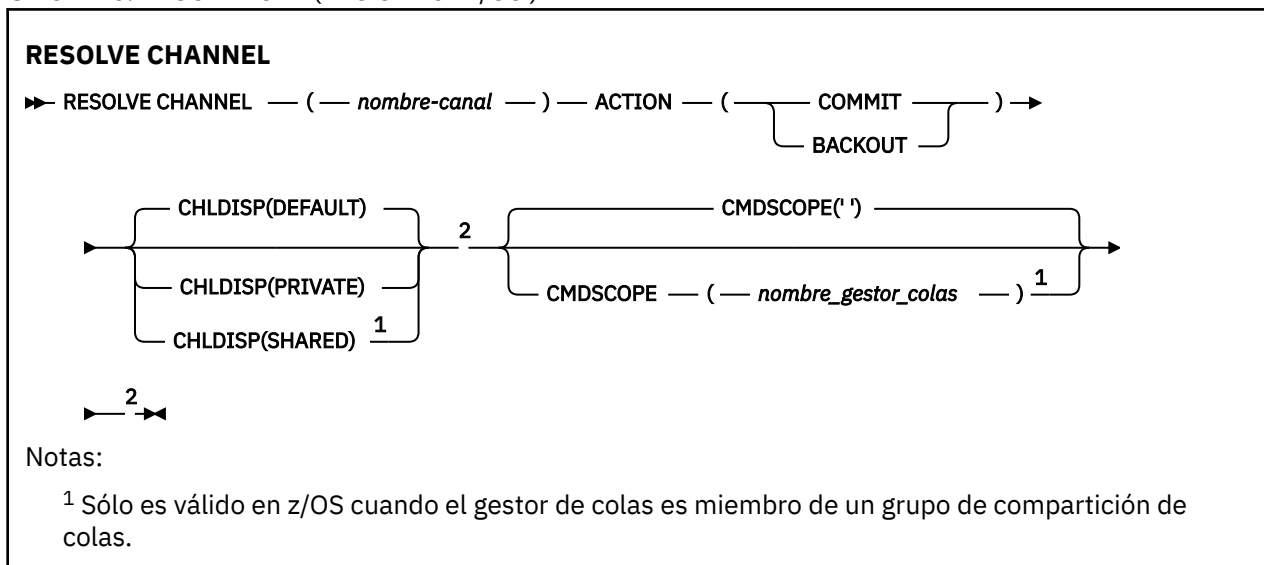 RESOLVE CHANNEL
RESOLVE CHANNEL ( nombre-canal ) ACTION ( COMMIT )
BACKOUT
CHLDISP(DEFAULT) CMDSCOPE(' ')
2
CHLDISP(PRIVATE) CMDSCOPE ( nombre_gestor_colas ) 1
CHLDISP(SHARED) 1
2
Notas:
1 Sólo es válido en z/OS cuando el gestor de colas es miembro de un grupo de compartición de
colas.